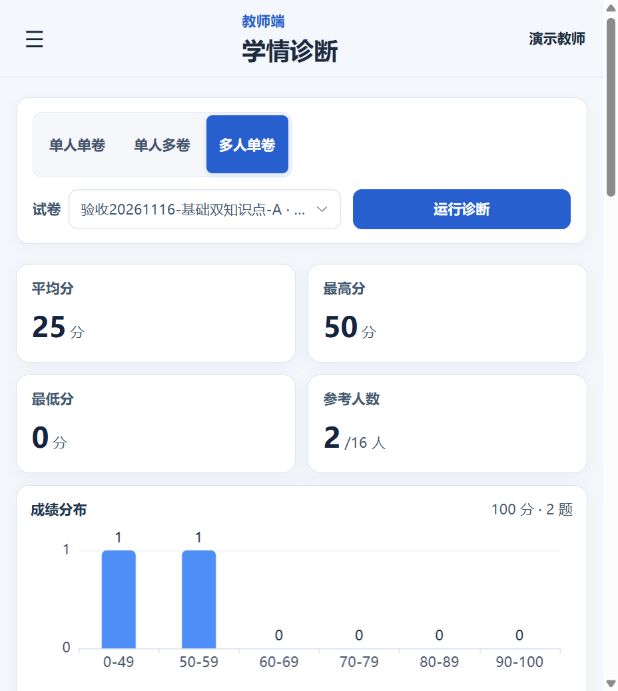 教师端
学情诊断
演示教师
单人单卷 单人多卷 多人单卷
试卷 验收20261116-基础双知识点-A · ... 运行诊断
平均分
25 分
最高分
50 分
最低分
0 分
参考人数
2 /16 人
成绩分布 100 分 · 2 题
1 1
1
0 0 0 0
0
0-49 50-59 60-69 70-79 80-89 90-100